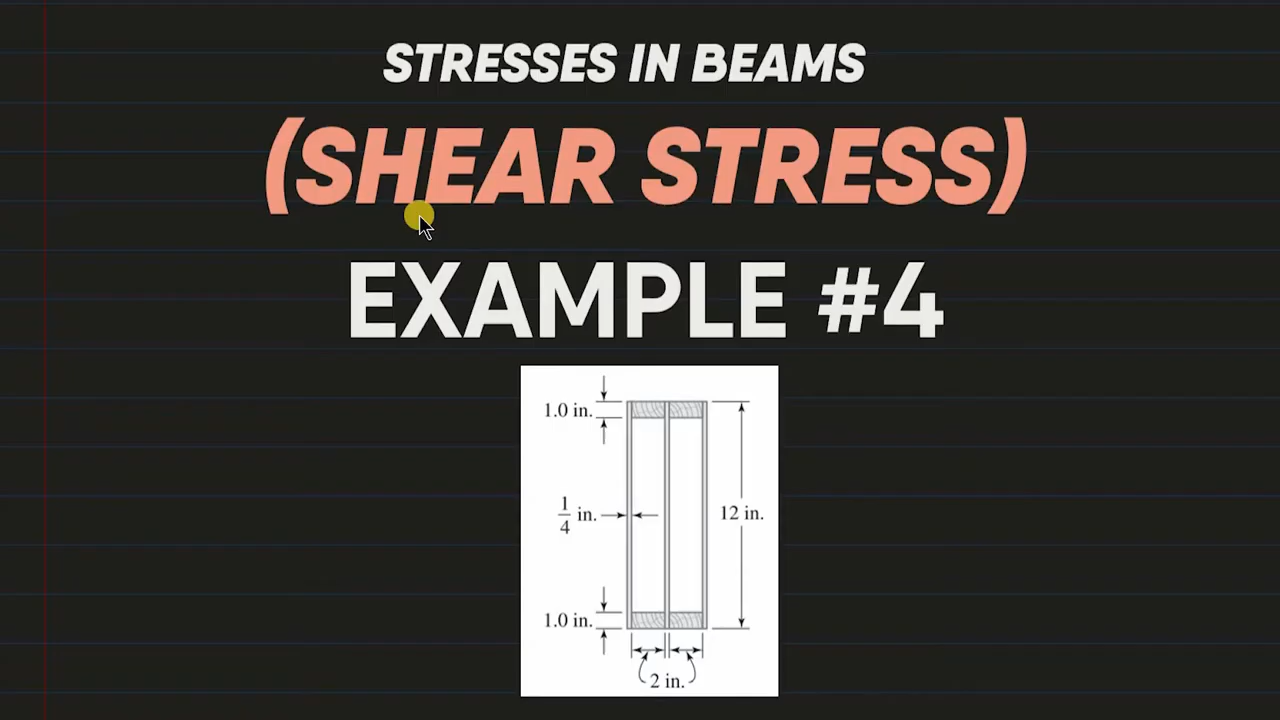 STRESSES IN BEAMS
(SHEAR STRESS)
EXAMPLE #4
1.0 in.
1/4 in.
12 in.
1.0 in.
2 in.